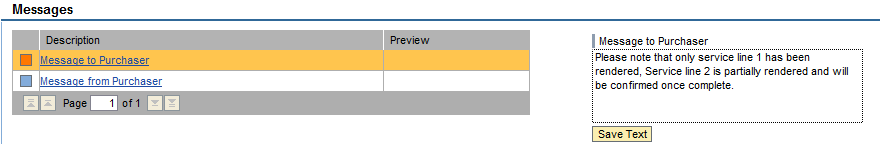 Messages
Description Preview
Message to Purchaser
Message from Purchaser
Page 1 of 1
Message to Purchaser
Please note that only service line 1 has been
rendered, Service line 2 is partially rendered and will
be confirmed once complete.
Save Text